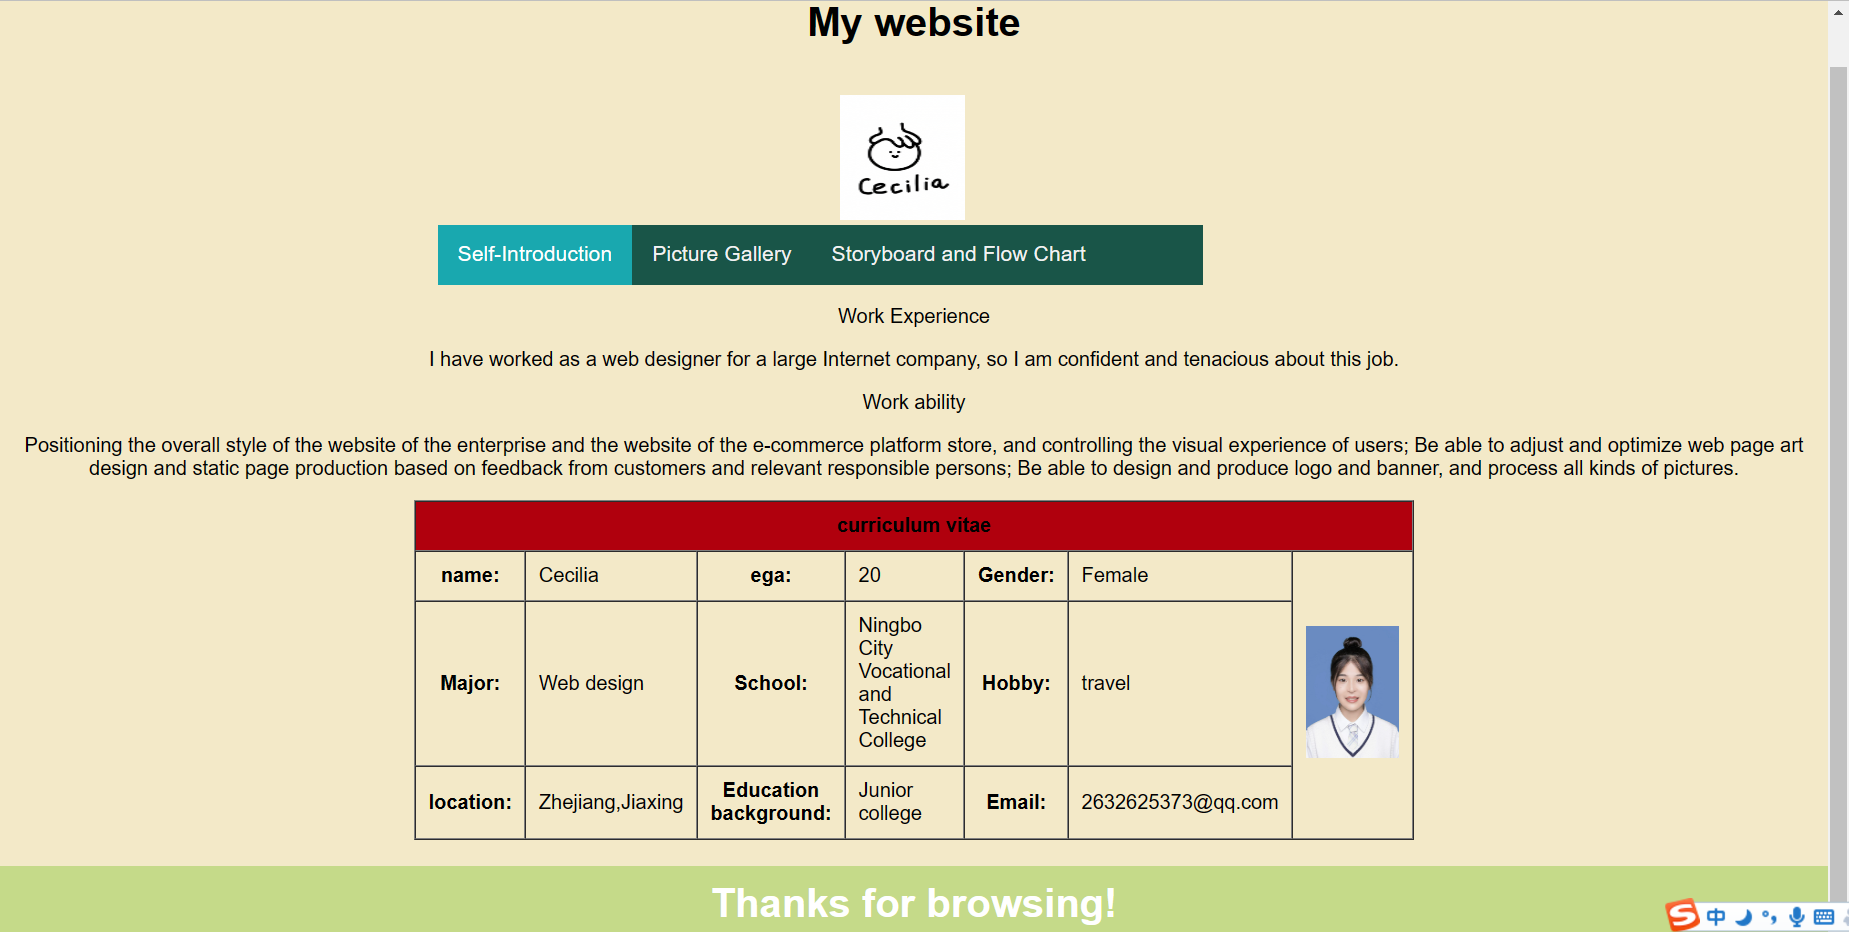 My website
Cecilia
Self-Introduction Picture Gallery Storyboard and Flow Chart
Work Experience
I have worked as a web designer for a large Internet company, so I am confident and tenacious about this job.
Work ability
Positioning the overall style of the website of the enterprise and the website of the e-commerce platform store, and controlling the visual experience of users; Be able to adjust and optimize web page art
design and static page production based on feedback from customers and relevant responsible persons; Be able to design and produce logo and banner, and process all kinds of pictures.
curriculum vitae
name: Cecilia ega: 20 Gender: Female
Major: Web design School: Ningbo
City
Vocational
and
Technical
College
Hobby: travel
location: Zhejiang,Jiaxing Education
background:
Junior
college
Email: 2632625373@qq.com
Thanks for browsing!
S 中